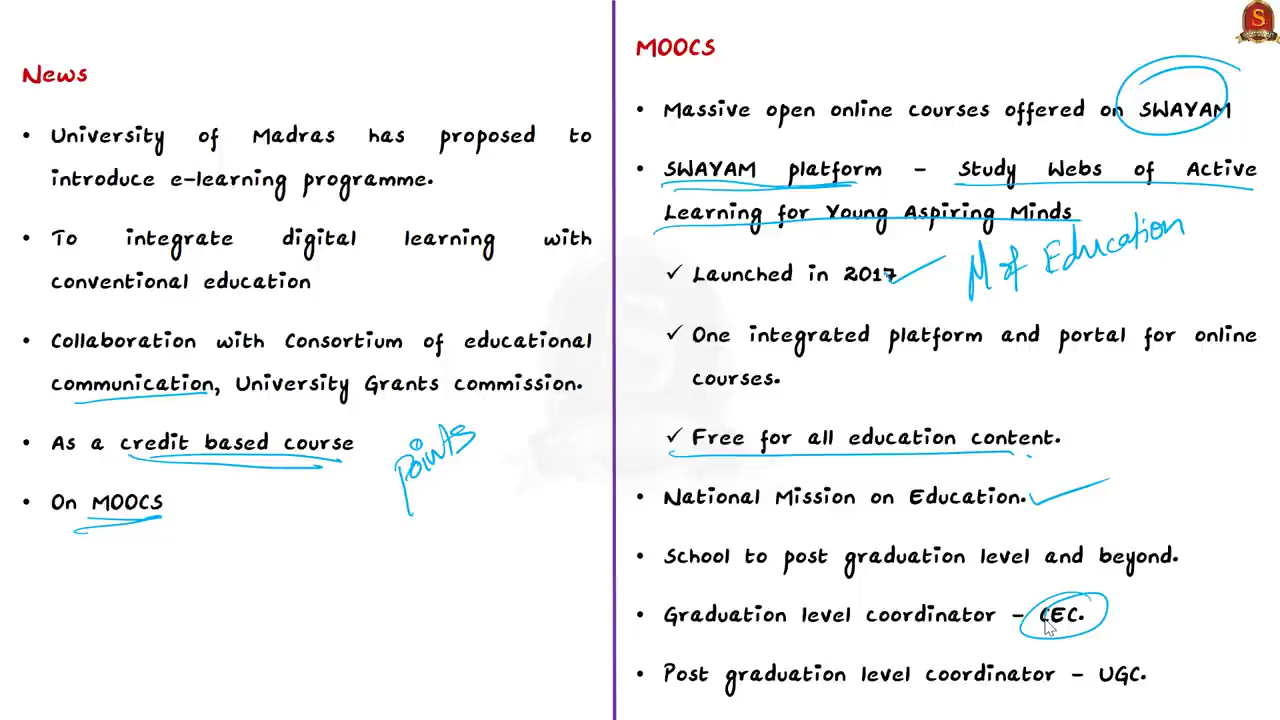 News
• University of Madras has proposed to
introduce e-learning programme.
• To integrate digital learning with
conventional education
• Collaboration with Consortium of educational
communication, University Grants commission.
• As a credit based course
points
• On MOOCS
MOOCS
• Massive open online courses offered on SWAYAM
• SWAYAM platform - Study Webs of Active
Learning for Young Aspiring Minds
M of Education
✓ Launched in 2017
✓ One integrated platform and portal for online
courses.
✓ Free for all education content.
• National Mission on Education.
• School to post graduation level and beyond.
• Graduation level coordinator - CEC.
• Post graduation level coordinator - UGC.